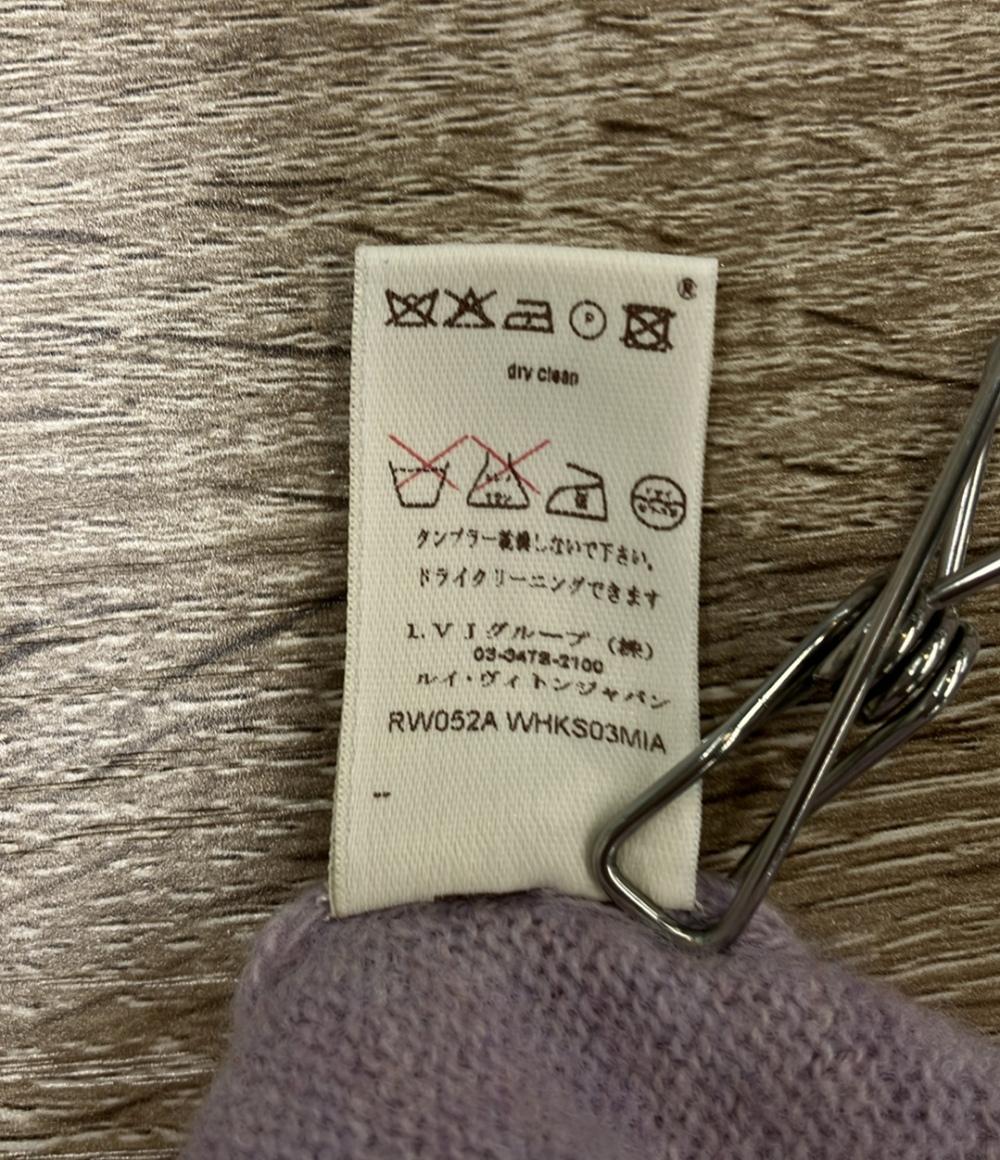 ®
P
dry clean
タンブラー乾燥しないで下さい。
ドライクリーニングできます
L V Jグループ (株)
03-3478-2100
ルイ・ヴィトンジャパン
RW052A WHKS03MIA
--